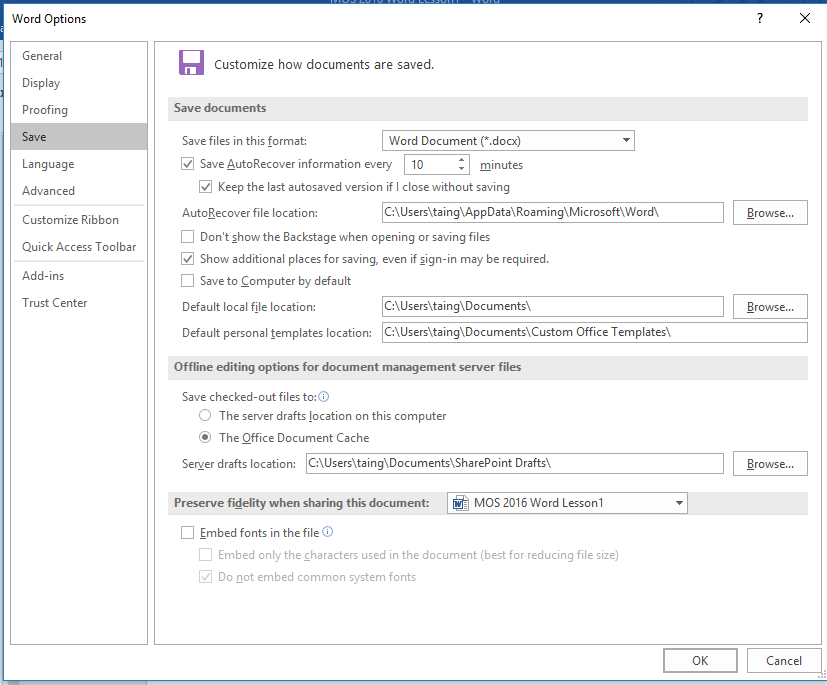 MOS 2016 Word Lesson1 - Word
Word Options
?
General
Display
Proofing
Save
Language
Advanced
Customize Ribbon
Quick Access Toolbar
Add-ins
Trust Center
Customize how documents are saved.
Save documents
Save files in this format: Word Document (*.docx)
Save AutoRecover information every 10 minutes
Keep the last autosaved version if I close without saving
AutoRecover file location: C:\Users\taing\AppData\Roaming\Microsoft\Word\ Browse...
Don't show the Backstage when opening or saving files
Show additional places for saving, even if sign-in may be required.
Save to Computer by default
Default local file location: C:\Users\taing\Documents\ Browse...
Default personal templates location: C:\Users\taing\Documents\Custom Office Templates\
Offline editing options for document management server files
Save checked-out files to:
The server drafts location on this computer
The Office Document Cache
Server drafts location: C:\Users\taing\Documents\SharePoint Drafts\ Browse...
Preserve fidelity when sharing this document: MOS 2016 Word Lesson1
Embed fonts in the file
Embed only the characters used in the document (best for reducing file size)
Do not embed common system fonts
OK Cancel